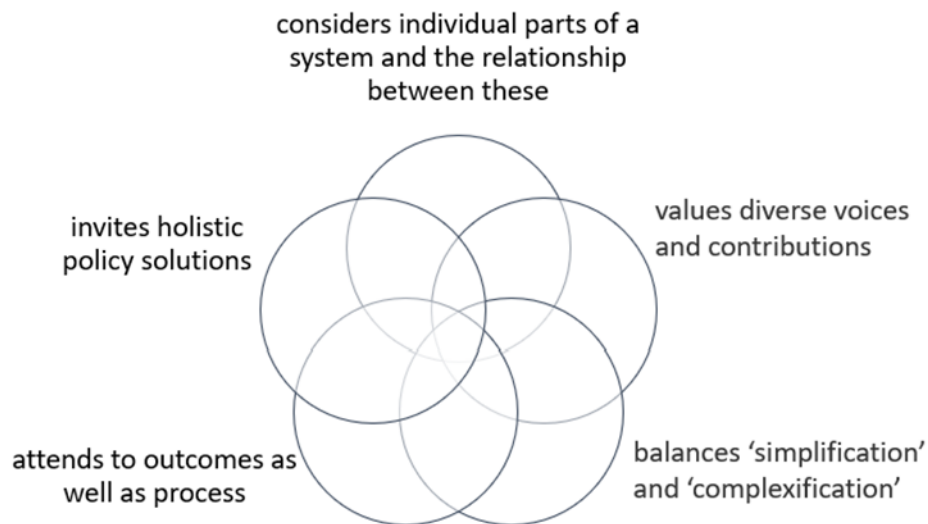 considers individual parts of a
system and the relationship
between these
invites holistic
policy solutions
values diverse voices
and contributions
attends to outcomes as
well as process
balances ‘simplification’
and ‘complexification’